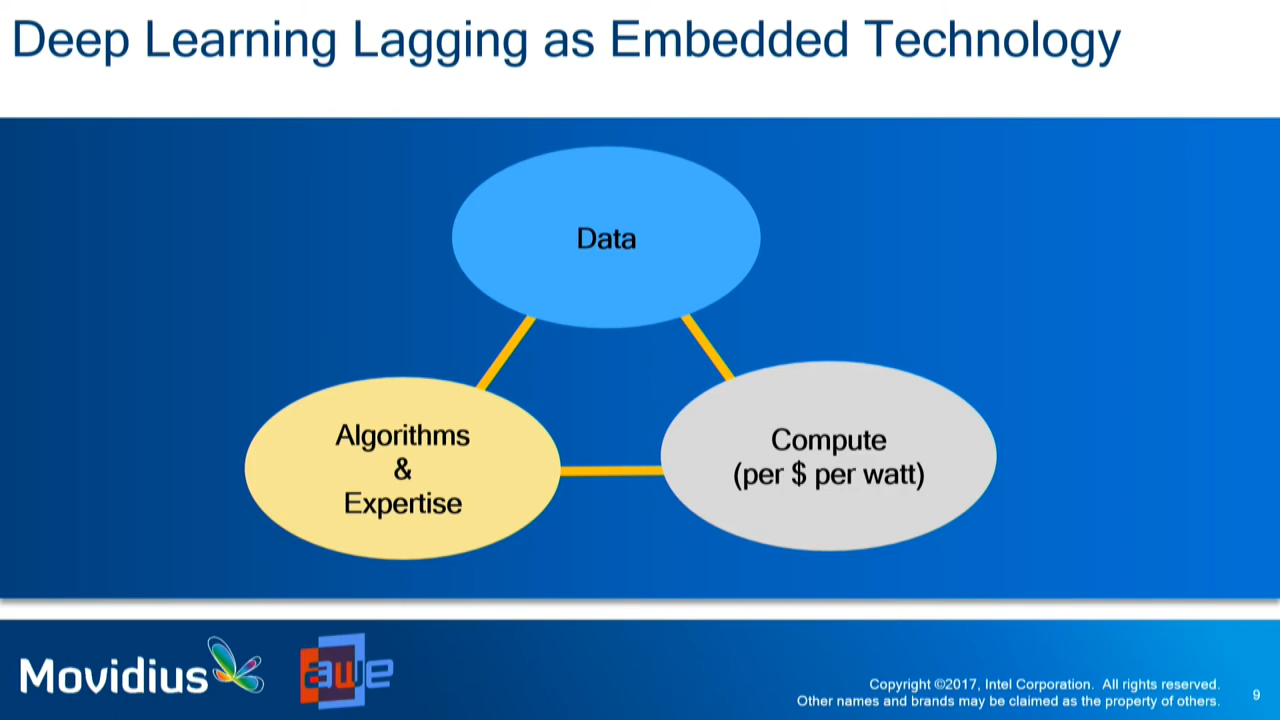 Deep Learning Lagging as Embedded Technology
Data
Algorithms
&
Expertise
Compute
(per $ per watt)
Movidius
awe
Copyright ©2017, Intel Corporation. All rights reserved.
Other names and brands may be claimed as the property of others.
9